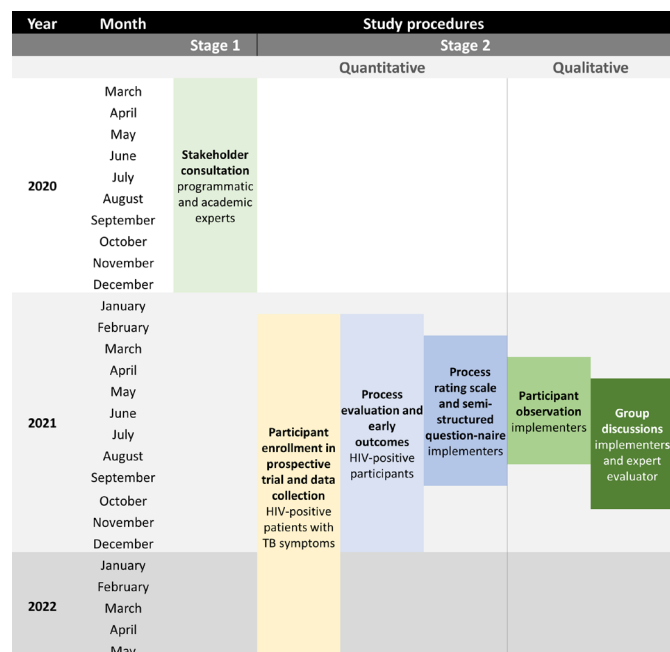 Year Month Study procedures
Stage 1 Stage 2
Quantitative Qualitative
2020
March
April
May
June
July
August
September
October
November
December
Stakeholder
consultation
programmatic
and academic
experts
2021
January
February
March
April
May
June
July
August
September
October
November
December
Participant
enrollment in
prospective
trial and data
collection
HIV-positive
patients with
TB symptoms
Process
evaluation and
early
outcomes
HIV-positive
participants
Process
rating scale
and semi-
structured
question-naire
implementers
Participant
observation
implementers
Group
discussions
implementers
and expert
evaluator
2022
January
February
March
April
May